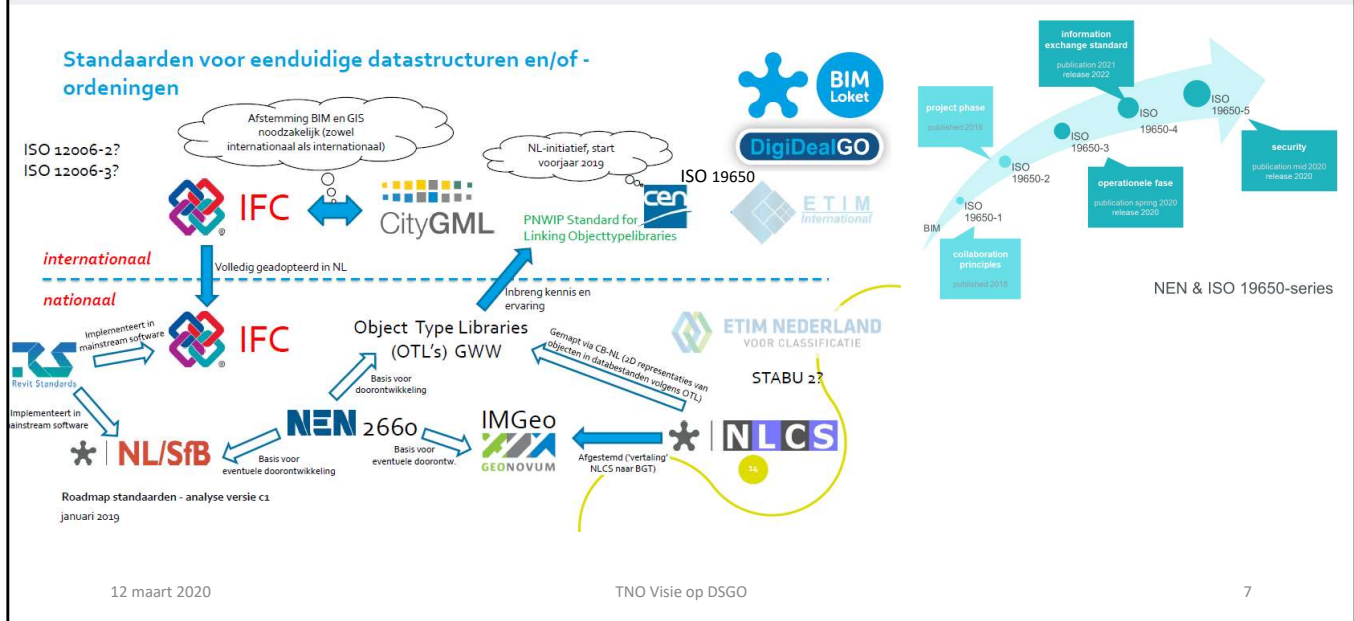 Standaarden voor eenduidige datastructuren en/of -
ordeningen
ISO 12006-2?
ISO 12006-3?
Afstemming BIM en GIS
noodzakelijk (zowel
internationaal als internationaal)
NL-initiatief, start
voorjaar 2019
BIM
Loket
DigiDealGO
IFC
CityGML
cen
ISO 19650
ETIM
International
PNWIP Standard for
Linking Objecttypelibraries
internationaal
Volledig geadopteerd in NL
nationaal
Inbreng kennis en
ervaring
Implementeert in
mainstream software
IFC
Object Type Libraries
(OTL's) GWW
Gemapt via CB-NL (2D representaties van
objecten in databestanden volgens OTL)
ETIM NEDERLAND
VOOR CLASSIFICATIE
STABU 2?
RS
Revit Standards
Implementeert in
mainstream software
Basis voor
doorontwikkeling
NEN 2660
IMGeo
GEONOVUM
NLCS
14
NL/SfB
Basis voor
eventuele doorontwikkeling
Basis voor
eventuele doorontw.
Afgestemd ('vertaling'
NLCS naar BGT)
Roadmap standaarden - analyse versie c1
januari 2019
information
exchange standard
publication 2021
release 2022
project phase
published 2018
ISO
19650-5
ISO
19650-4
ISO
19650-3
ISO
19650-2
ISO
19650-1
BIM
security
publication mid 2020
release 2020
operationele fase
publication spring 2020
release 2020
collaboration
principles
published 2018
NEN & ISO 19650-series
12 maart 2020
TNO Visie op DSGO
7